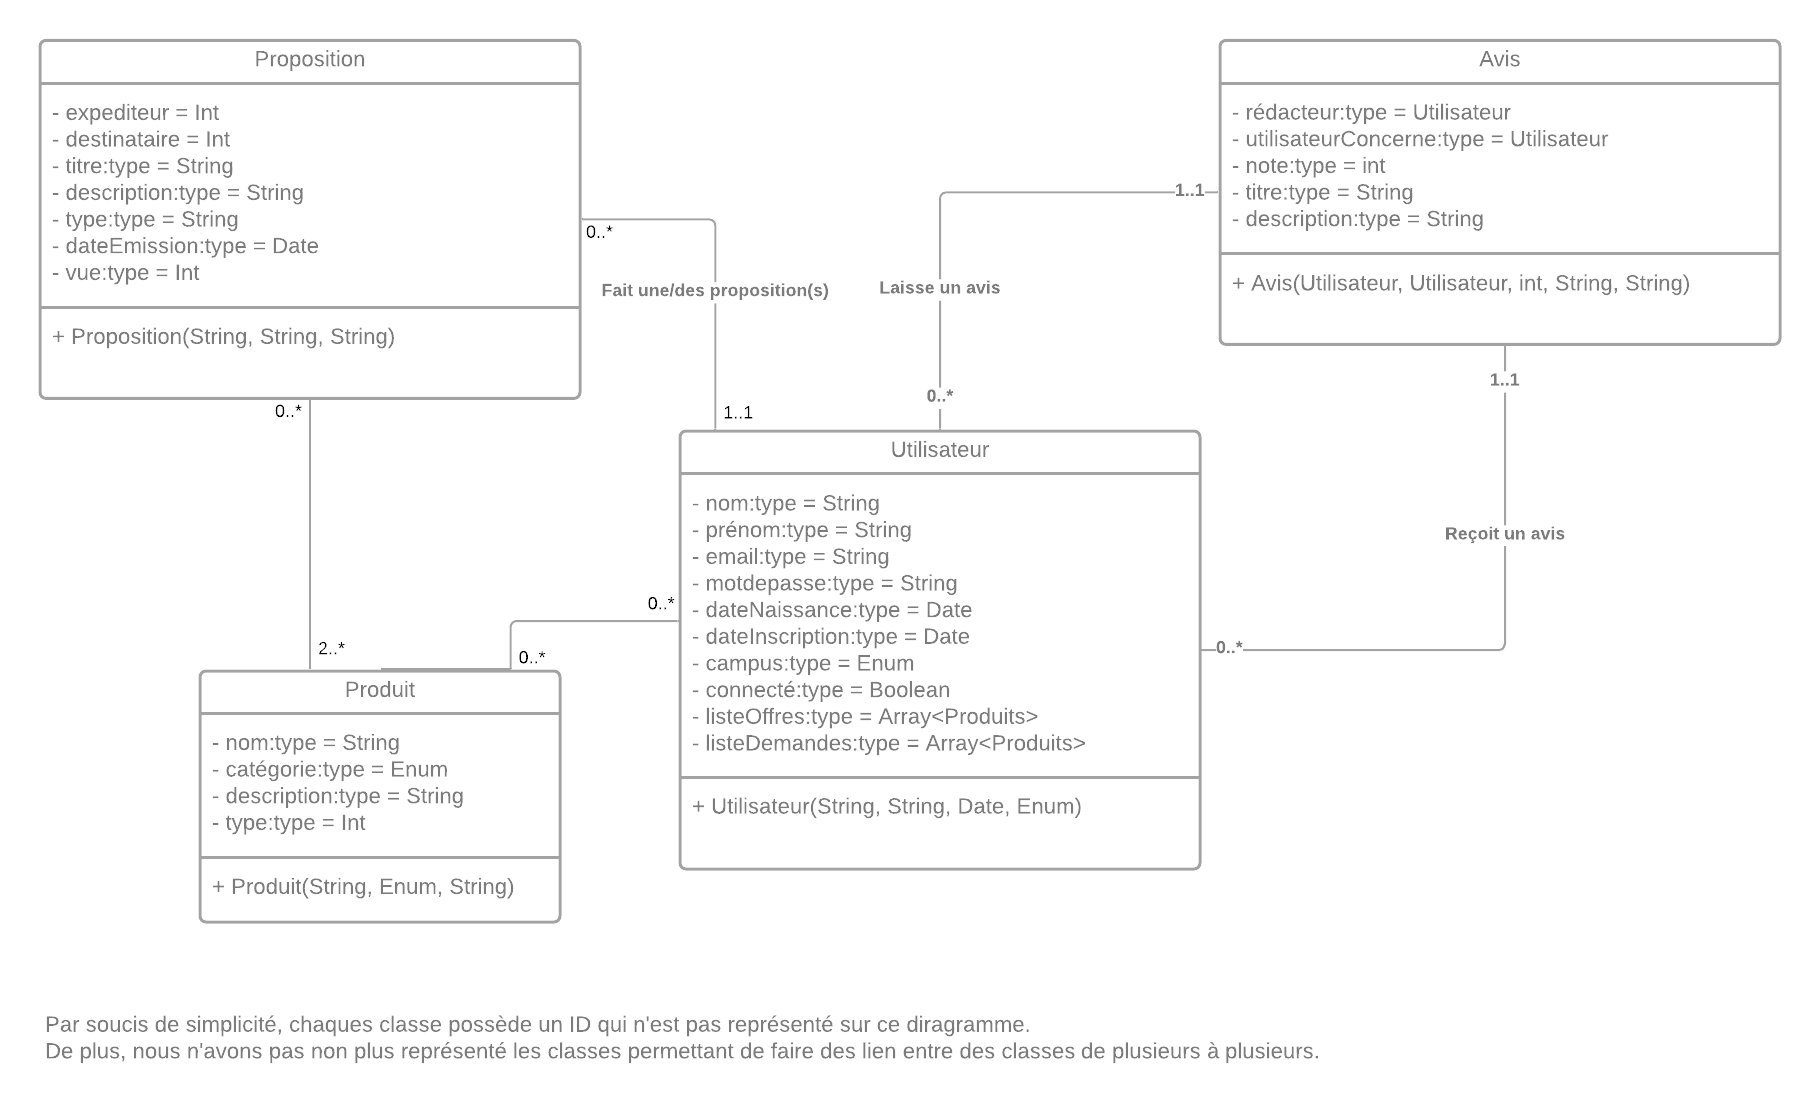 Proposition
- expediteur = Int
- destinataire = Int
- titre:type = String
- description:type = String
- type:type = String
- dateEmission:type = Date
- vue:type = Int
+ Proposition(String, String, String)
Avis
- rédacteur:type = Utilisateur
- utilisateurConcerne:type = Utilisateur
- note:type = int
- titre:type = String
- description:type = String
+ Avis(Utilisateur, Utilisateur, int, String, String)
1..1
0..*
Fait une/des proposition(s)
Laisse un avis
1..1
0..*
0..*
1..1
Utilisateur
- nom:type = String
- prénom:type = String
- email:type = String
- motdepasse:type = String
- dateNaissance:type = Date
- dateInscription:type = Date
- campus:type = Enum
- connecté:type = Boolean
- listeOffres:type = Array<Produits>
- listeDemandes:type = Array<Produits>
+ Utilisateur(String, String, Date, Enum)
Reçoit un avis
0..*
0..*
2..*
0..*
Produit
- nom:type = String
- catégorie:type = Enum
- description:type = String
- type:type = Int
+ Produit(String, Enum, String)
Par soucis de simplicité, chaques classe possède un ID qui n'est pas représenté sur ce diragramme.
De plus, nous n'avons pas non plus représenté les classes permettant de faire des lien entre des classes de plusieurs à plusieurs.